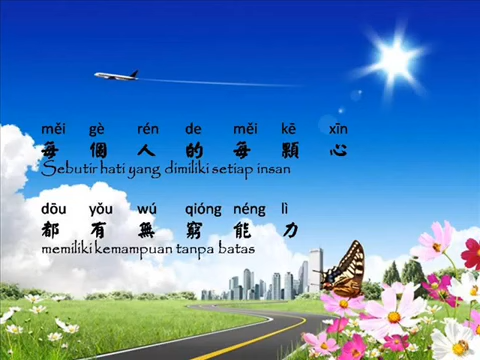 měi gè rén de měi kē xīn
每個人的每顆心
Sebutir hati yang dimiliki setiap insan
dōu yǒu wú qióng néng lì
都有無窮能力
memiliki kemampuan tanpa batas